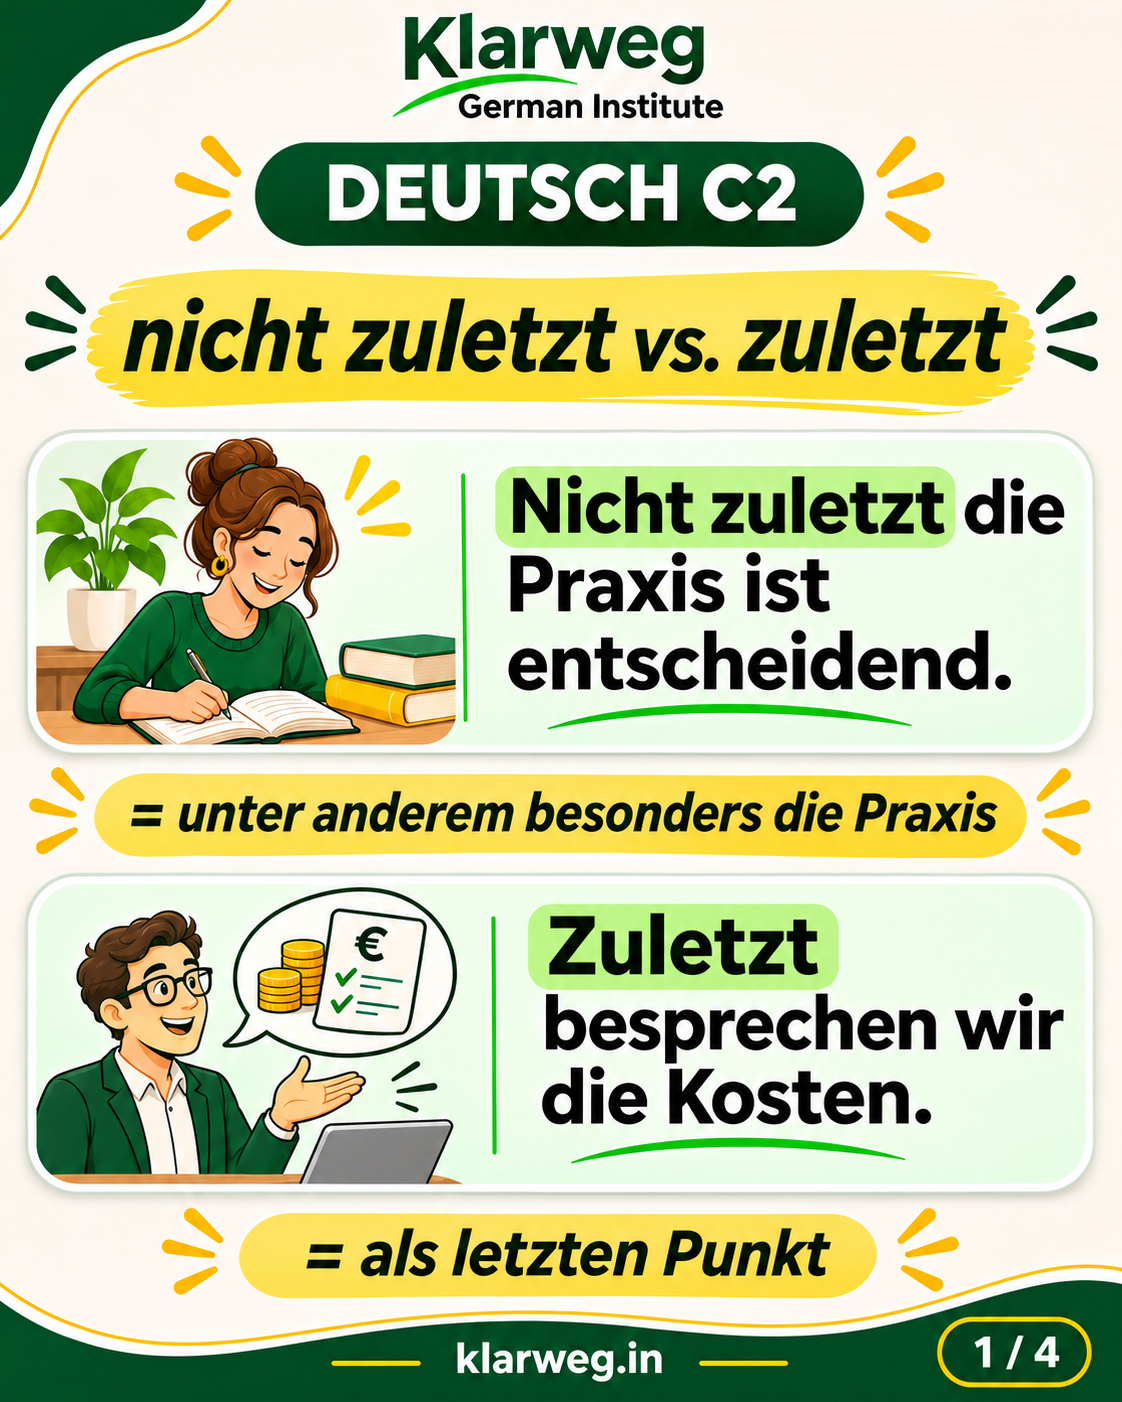 Klarweg
German Institute
DEUTSCH C2
nicht zuletzt vs. zuletzt
Nicht zuletzt die
Praxis ist
entscheidend.
= unter anderem besonders die Praxis
€
Zuletzt
besprechen wir
die Kosten.
= als letzten Punkt
klarweg.in
1 / 4